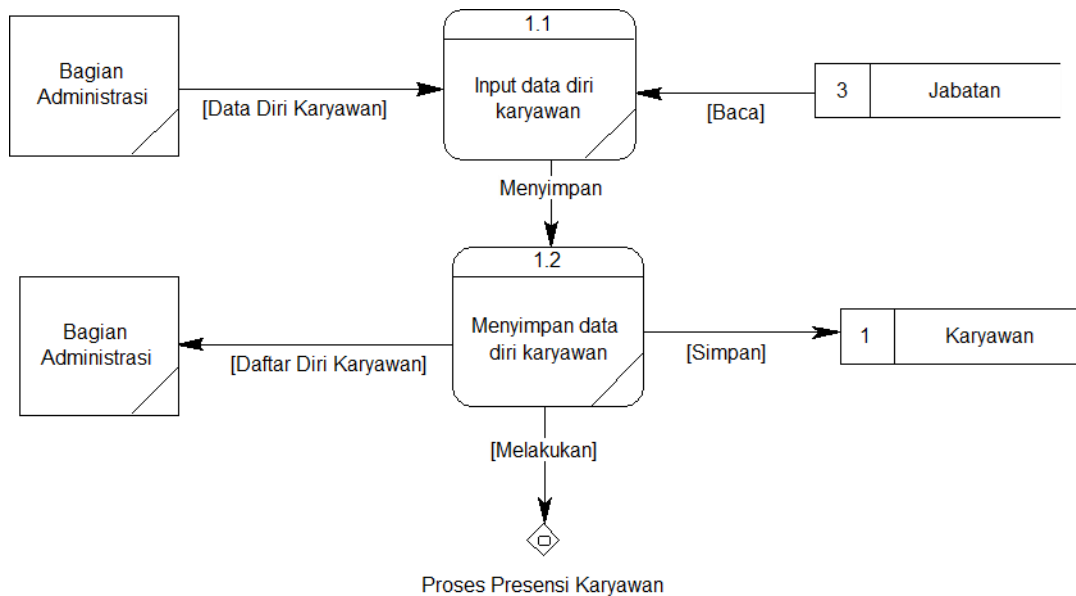 1.1
Bagian
Administrasi
[Data Diri Karyawan]
Input data diri
karyawan
[Baca]
3
Jabatan
Menyimpan
1.2
Bagian
Administrasi
[Daftar Diri Karyawan]
Menyimpan data
diri karyawan
[Simpan]
1
Karyawan
[Melakukan]
Proses Presensi Karyawan